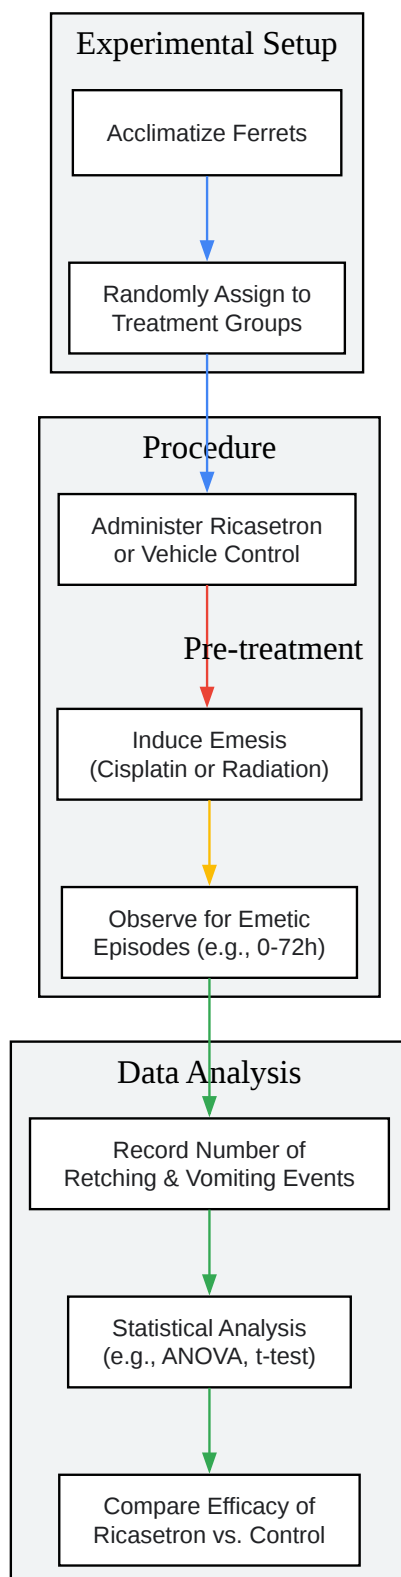 Experimental Setup
Acclimatize Ferrets
Randomly Assign to
Treatment Groups
Procedure
Administer Ricasetron
or Vehicle Control
Pre-treatment
Induce Emesis
(Cisplatin or Radiation)
Observe for Emetic
Episodes (e.g., 0-72h)
Data Analysis
Record Number of
Retching & Vomiting Events
Statistical Analysis
(e.g., ANOVA, t-test)
Compare Efficacy of
Ricasetron vs. Control